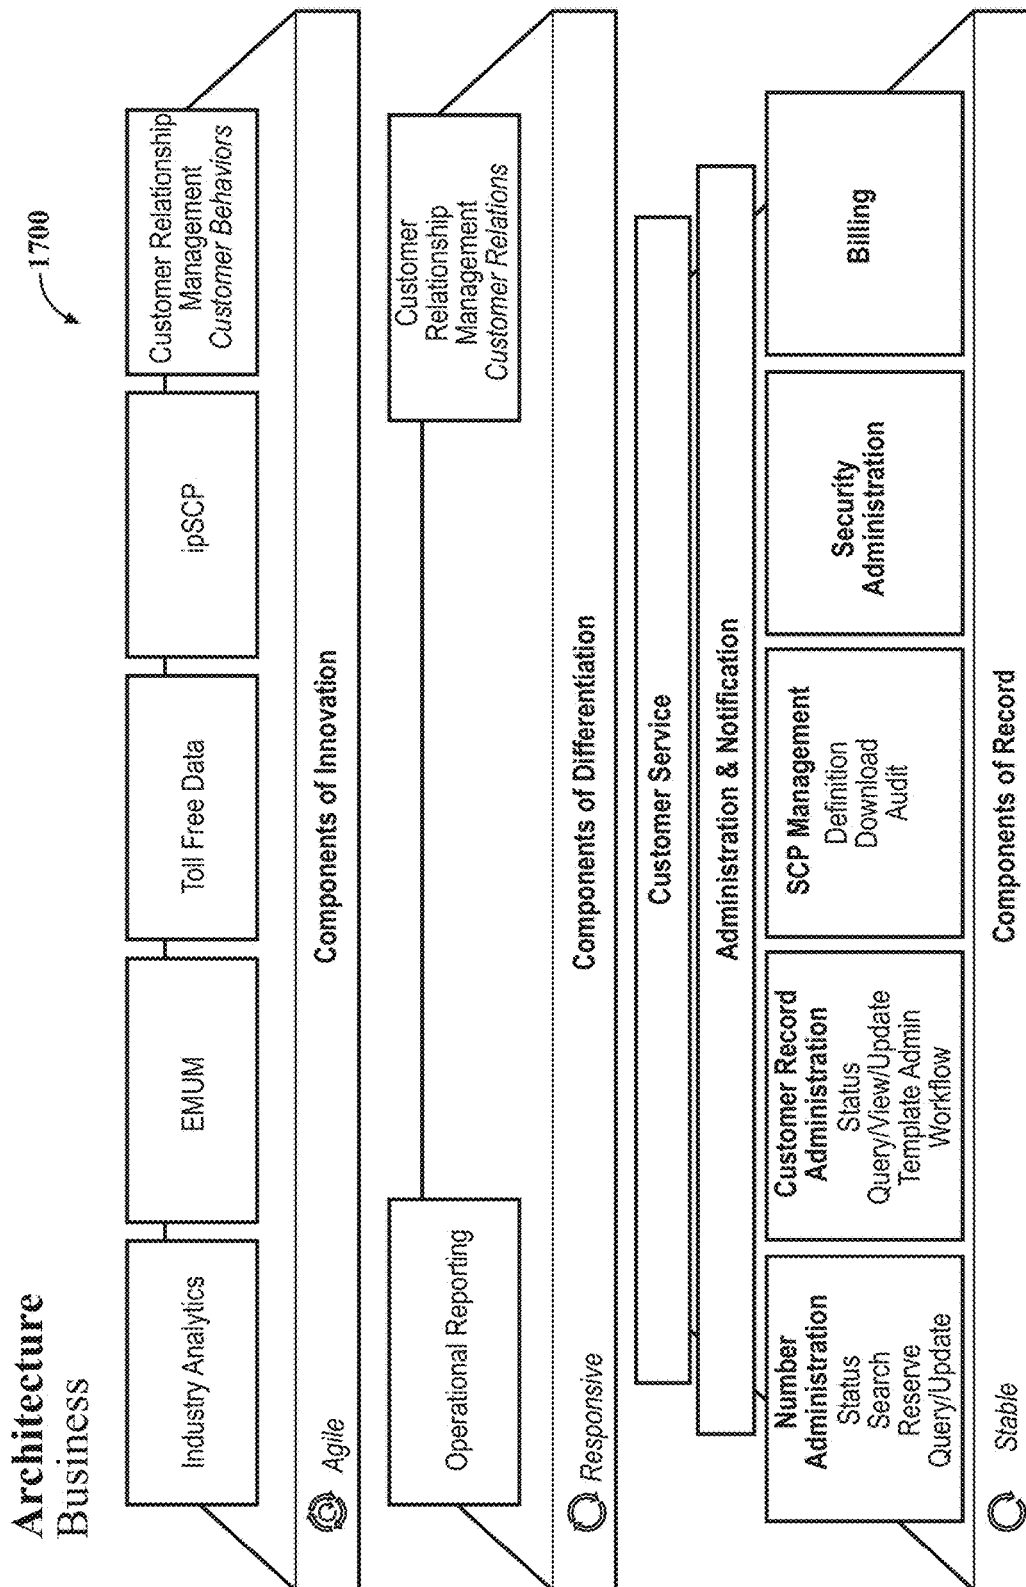 Architecture
Business
1700
Industry Analytics
EMUM
Toll Free Data
ipSCP
Customer Relationship
Management
Customer Behaviors
Agile
Components of Innovation
Operational Reporting
Customer
Relationship
Management
Customer Relations
Responsive
Components of Differentiation
Customer Service
Administration & Notification
Number
Administration
Status
Search
Reserve
Query/Update
Customer Record
Administration
Status
Query/View/Update
Template Admin
Workflow
SCP Management
Definition
Download
Audit
Security
Administration
Billing
Stable
Components of Record